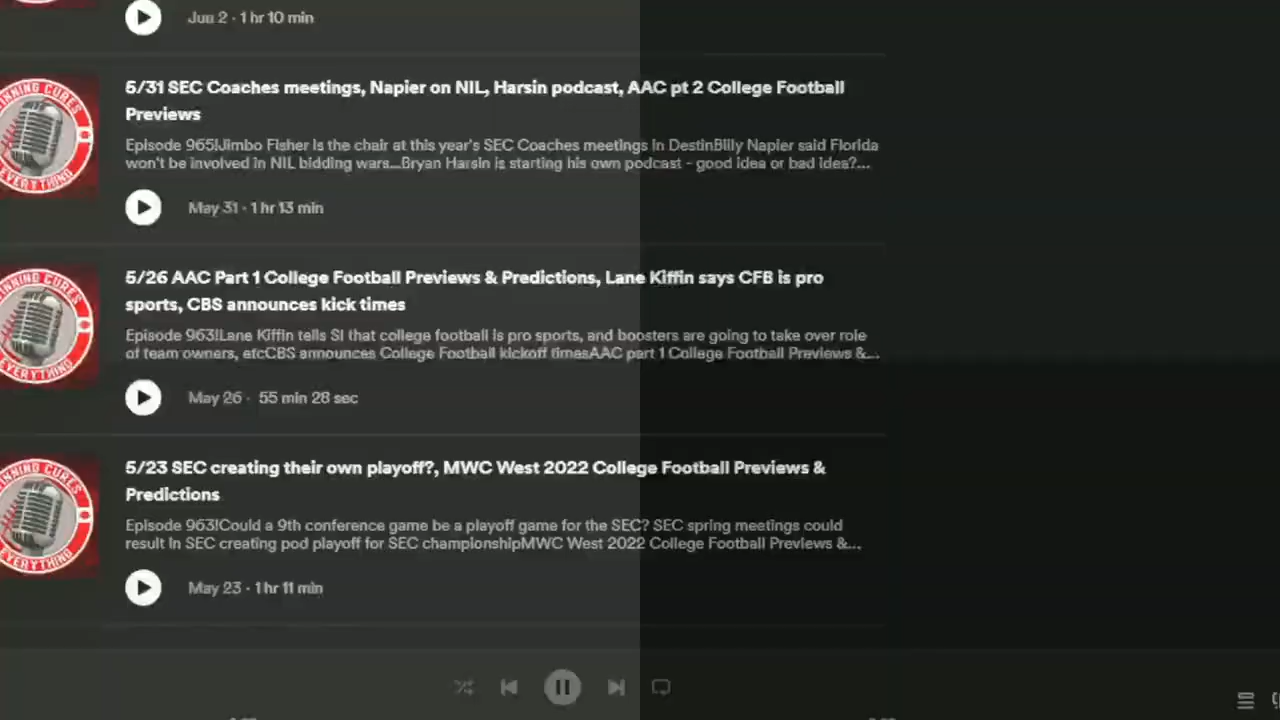 Jun 2 · 1 hr 10 min
5/31 SEC Coaches meetings, Napier on NIL, Harsin podcast, AAC pt 2 College Football
Previews
Episode 965!Jimbo Fisher is the chair at this year's SEC Coaches meetings in DestinBilly Napier said Florida
won't be involved in NIL bidding wars...Bryan Harsin is starting his own podcast - good idea or bad idea?...
WINNING CURES
EVERYTHING
May 31 · 1 hr 13 min
5/26 AAC Part 1 College Football Previews & Predictions, Lane Kiffin says CFB is pro
sports, CBS announces kick times
Episode 963!Lane Kiffin tells SI that college football is pro sports, and boosters are going to take over role
of team owners, etcCBS announces College Football kickoff timesAAC part 1 College Football Previews &...
WINNING CURES
EVERYTHING
May 26 · 55 min 28 sec
5/23 SEC creating their own playoff?, MWC West 2022 College Football Previews &
Predictions
Episode 963!Could a 9th conference game be a playoff game for the SEC? SEC spring meetings could
result in SEC creating pod playoff for SEC championshipMWC West 2022 College Football Previews &...
WINNING CURES
EVERYTHING
May 23 · 1 hr 11 min